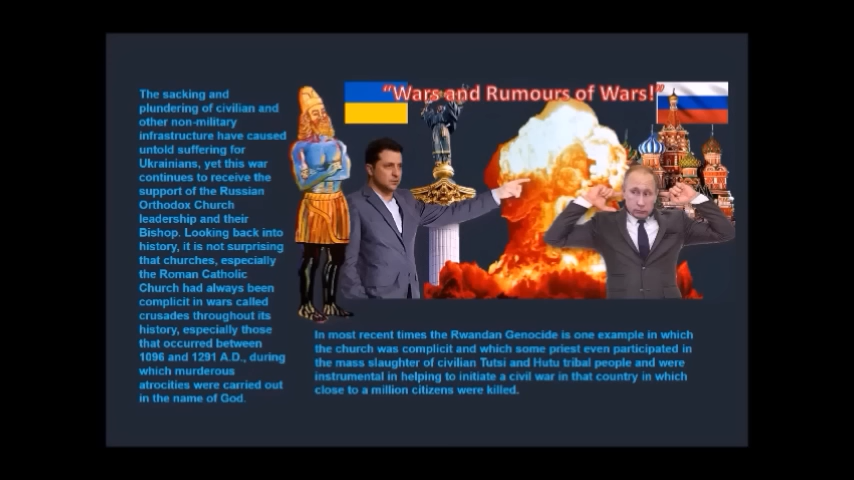 "Wars and Rumours of Wars!"
The sacking and
plundering of civilian and
other non-military
infrastructure have caused
untold suffering for
Ukrainians, yet this war
continues to receive the
support of the Russian
Orthodox Church
leadership and their
Bishop. Looking back into
history, it is not surprising
that churches, especially
the Roman Catholic
Church had always been
complicit in wars called
crusades throughout its
history, especially those
that occurred between
1096 and 1291 A.D., during
which murderous
atrocities were carried out
in the name of God.
In most recent times the Rwandan Genocide is one example in which
the church was complicit and which some priest even participated in
the mass slaughter of civilian Tutsi and Hutu tribal people and were
instrumental in helping to initiate a civil war in that country in which
close to a million citizens were killed.